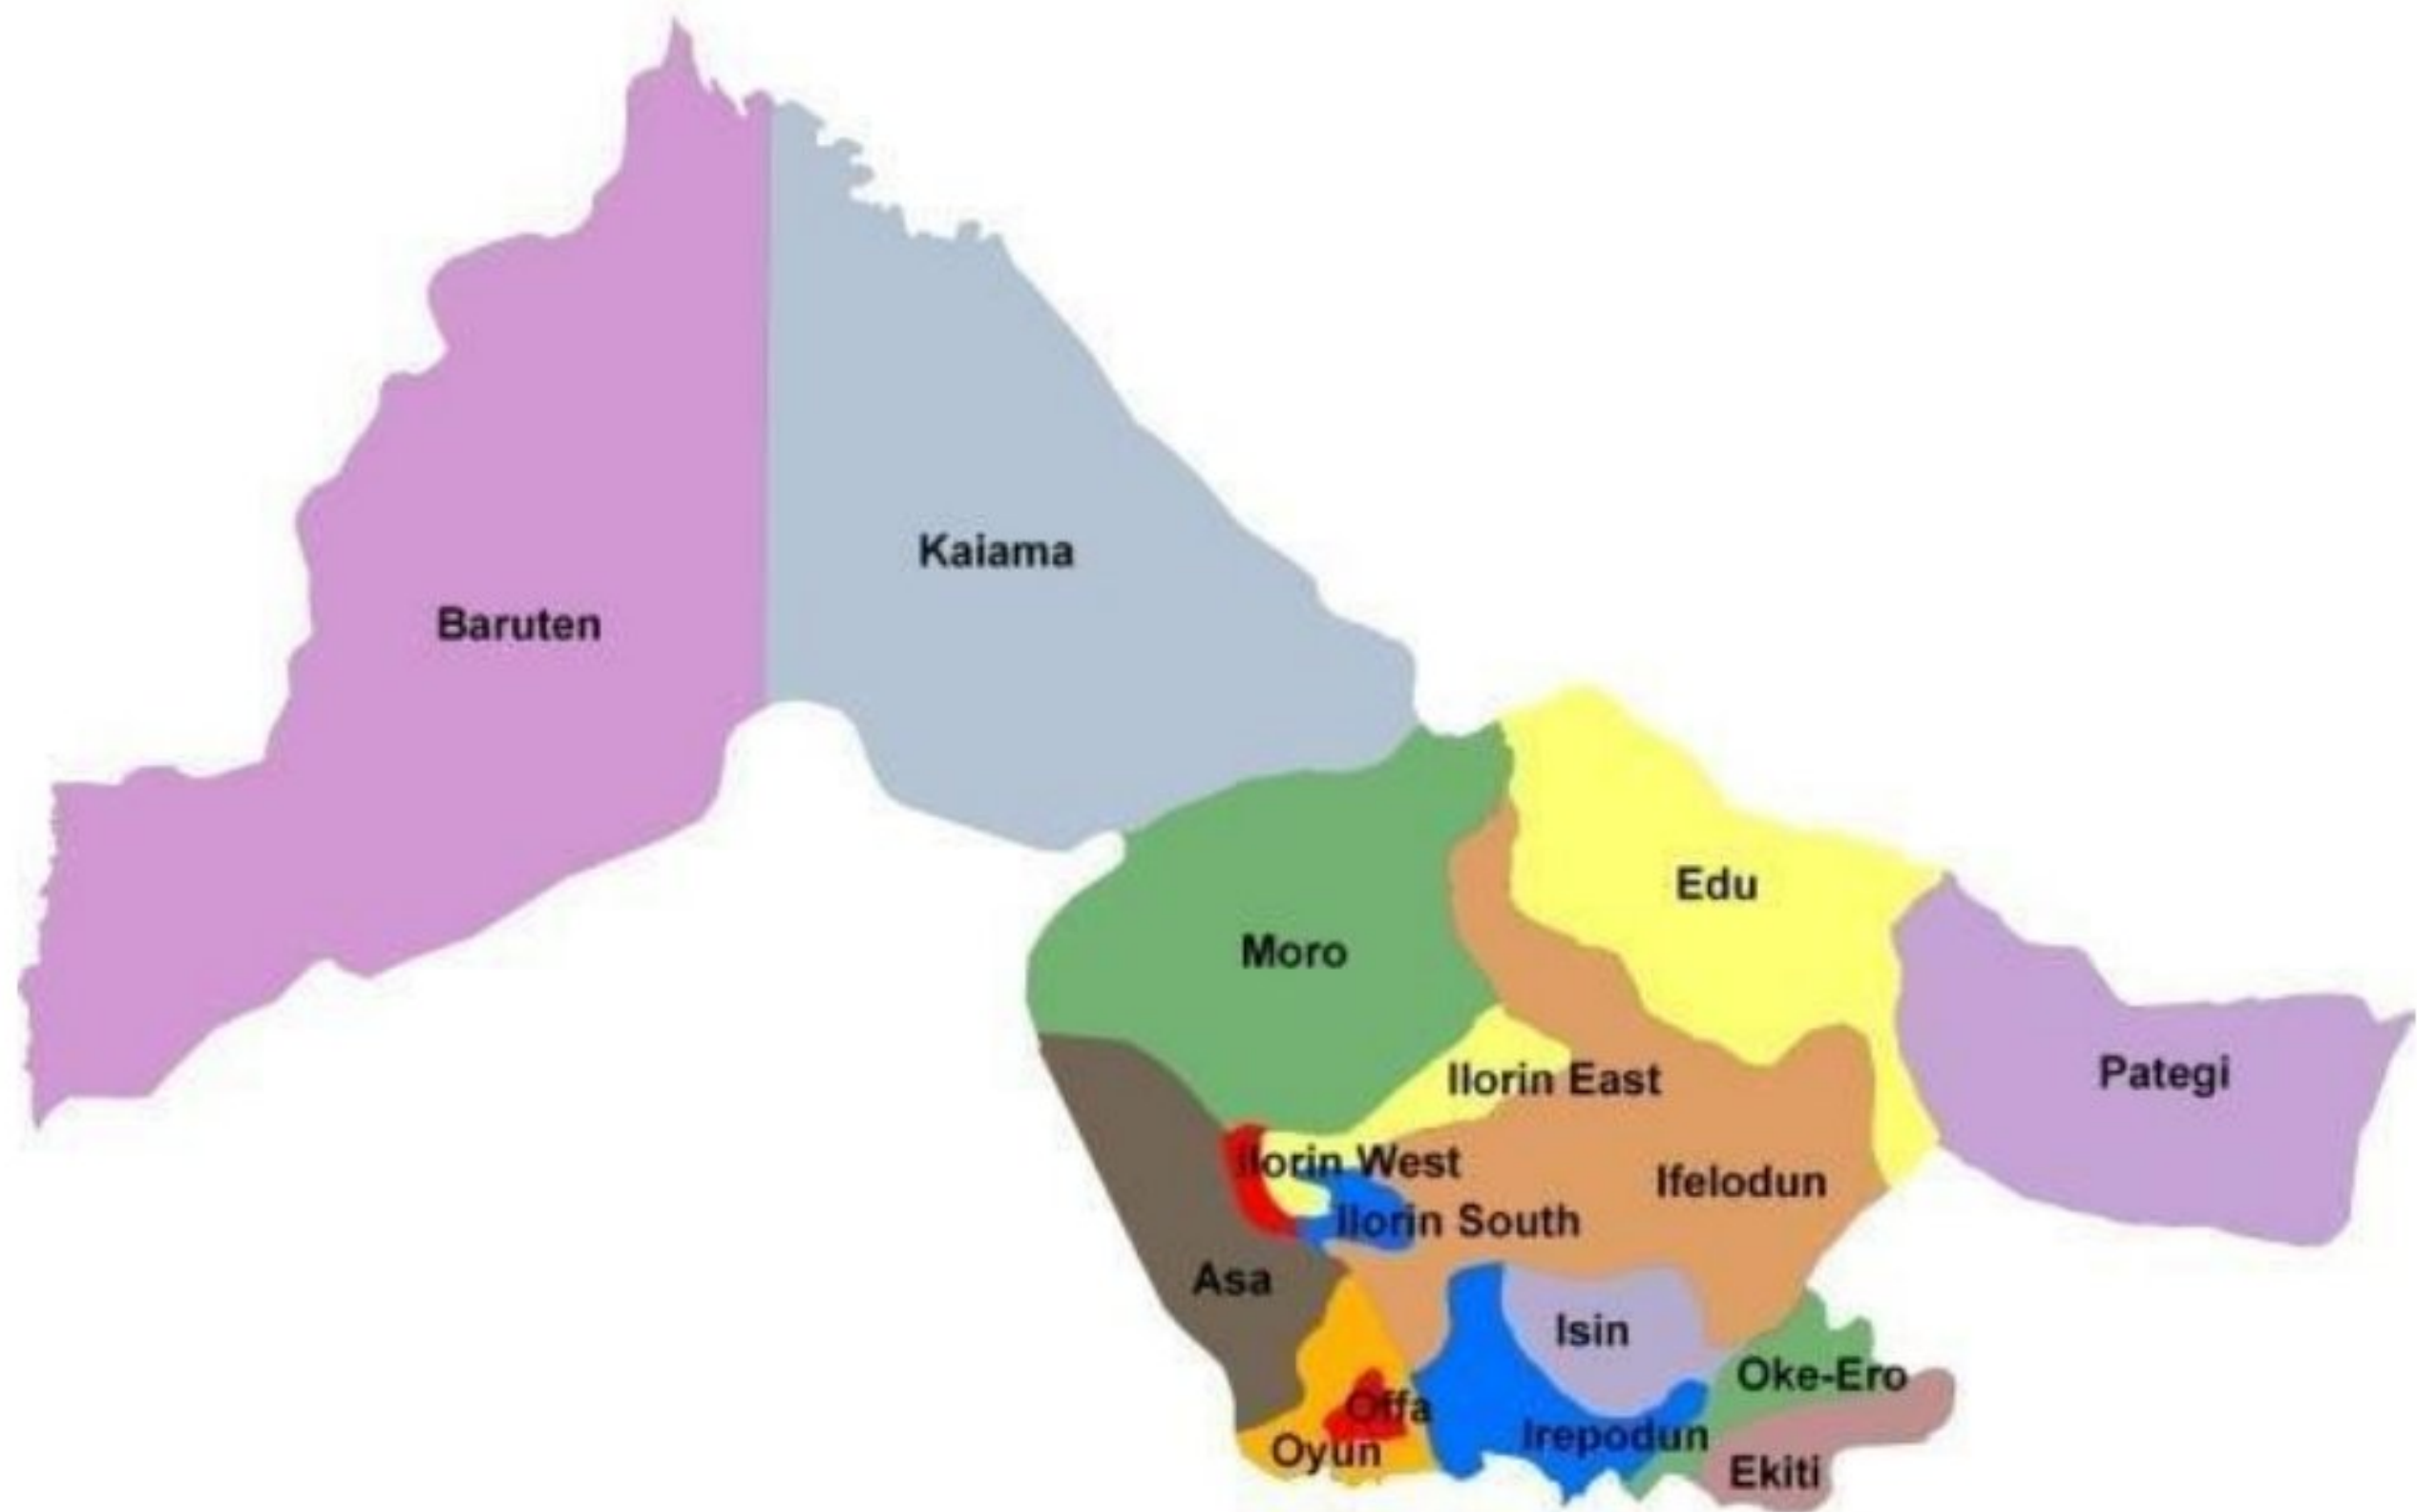 Kaiama
Baruten
Edu
Moro
Pategi
Ilorin East
Ilorin West
Ifelodun
Ilorin South
Asa
Isin
Oke-Ero
Offa
Irepodun
Oyun
Ekiti